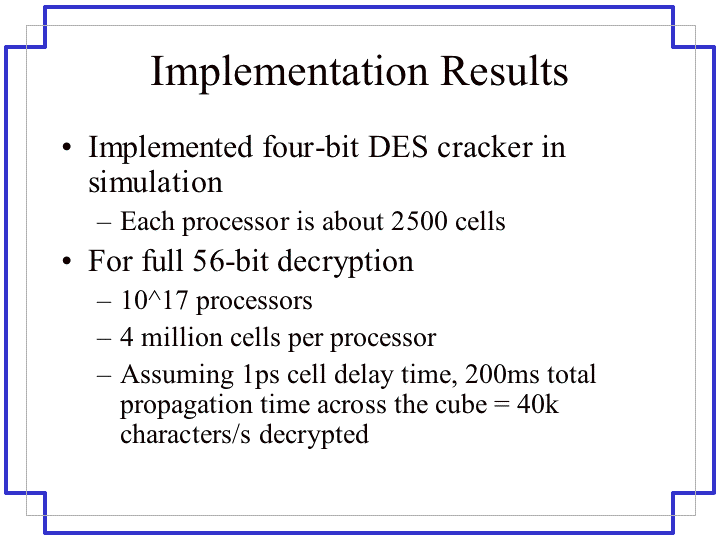 Implementation Results
• Implemented four-bit DES cracker in
simulation
– Each processor is about 2500 cells
• For full 56-bit decryption
– 10^17 processors
– 4 million cells per processor
– Assuming 1ps cell delay time, 200ms total
propagation time across the cube = 40k
characters/s decrypted